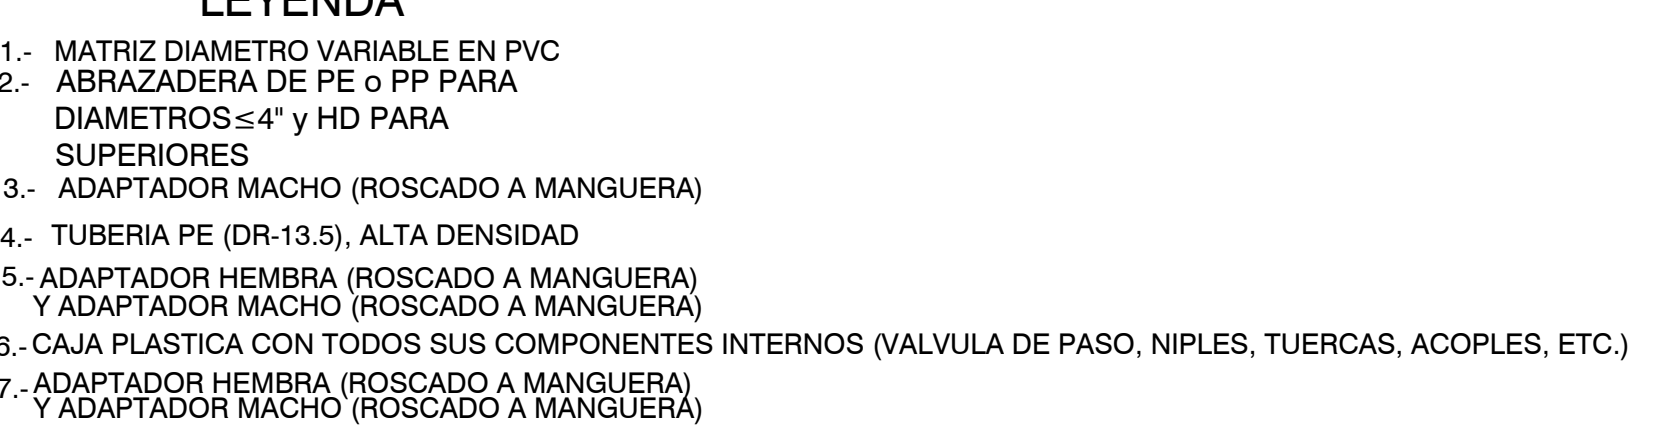 LEYENDA
1.- MATRIZ DIAMETRO VARIABLE EN PVC
2.- ABRAZADERA DE PE o PP PARA
DIAMETROS≤4" y HD PARA
SUPERIORES
3.- ADAPTADOR MACHO (ROSCADO A MANGUERA)
4.- TUBERIA PE (DR-13.5), ALTA DENSIDAD
5.- ADAPTADOR HEMBRA (ROSCADO A MANGUERA)
Y ADAPTADOR MACHO (ROSCADO A MANGUERA)
6.- CAJA PLASTICA CON TODOS SUS COMPONENTES INTERNOS (VALVULA DE PASO, NIPLES, TUERCAS, ACOPLES, ETC.)
7.- ADAPTADOR HEMBRA (ROSCADO A MANGUERA)
Y ADAPTADOR MACHO (ROSCADO A MANGUERA)